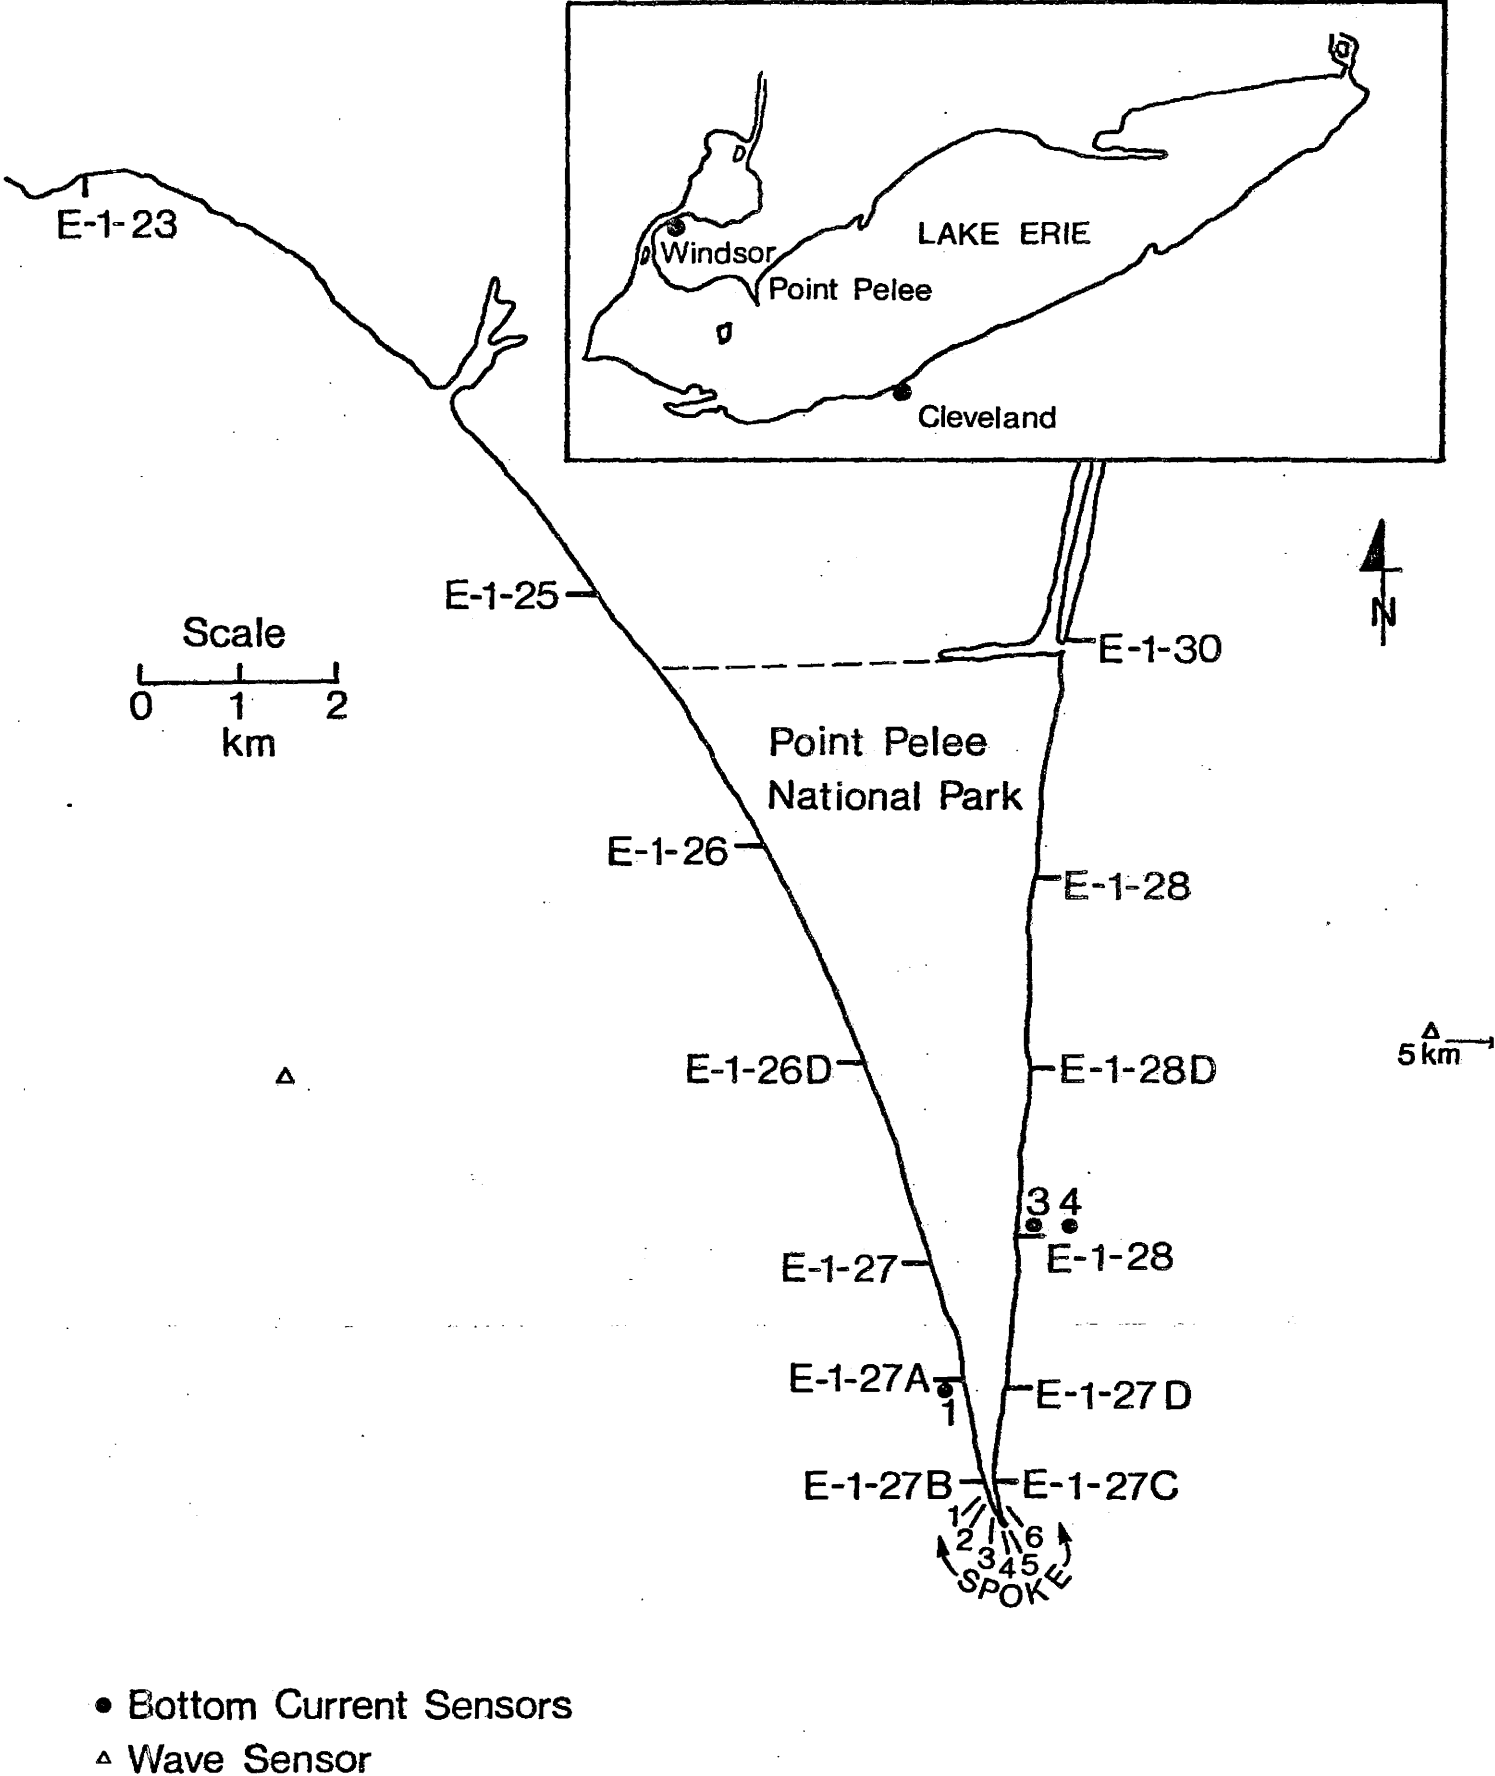 LAKE ERIE
Windsor
Point Pelee
Cleveland
E-1-23
N
E-1-25
Scale
0 1 2
km
E-1-30
Point Pelee
National Park
E-1-26
E-1-28
E-1-26D
E-1-28D
5 km
3 4
E-1-28
E-1-27
E-1-27A
1
E-1-27D
E-1-27B
E-1-27C
1
2
3
4
5
6
SPOKE
Bottom Current Sensors
Wave Sensor